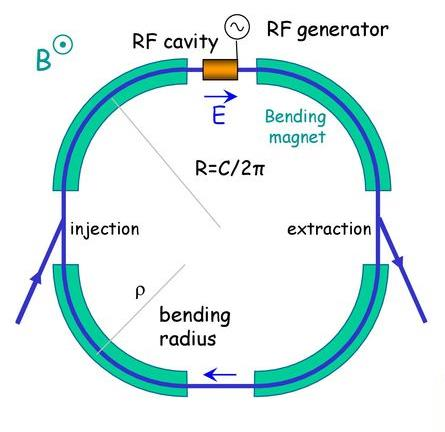 RF cavity
RF generator
B
E
Bending
magnet
R=C/2π
injection
extraction
ρ
bending
radius